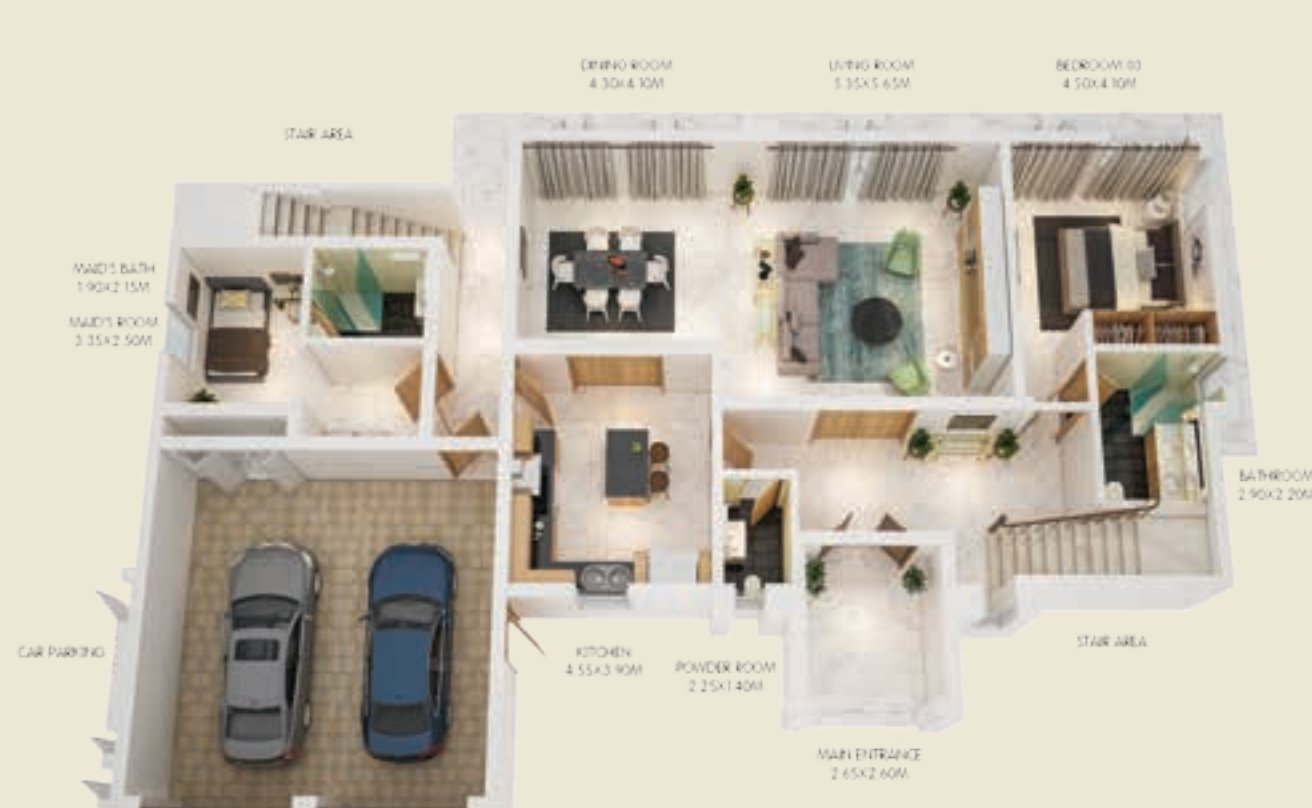 DINING ROOM
4.30X4.10M
LIVING ROOM
5.35X5.65M
BEDROOM 03
4.50X4.10M
STAIR AREA
MAID'S BATH
1.90X2.15M
MAID'S ROOM
3.35X2.50M
BATHROOM
2.90X2.20M
CAR PARKING
KITCHEN
4.55X3.90M
POWDER ROOM
2.25X1.40M
STAIR AREA
MAIN ENTRANCE
2.65X2.60M